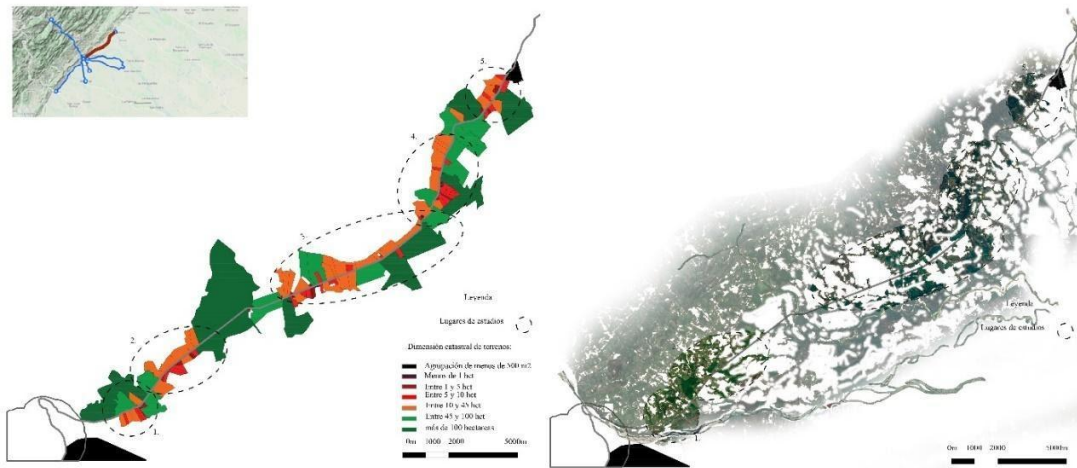 5.
4.
3.
2.
1.
Leyenda
Lugares de estudios
Dimensión catastral de terrenos:
Agrupación de menos de 500 m2
Menos de 1 hct
Entre 1 y 5 hct
Entre 5 y 10 hct
Entre 10 y 45 hct
Entre 45 y 100 hct
más de 100 hectareas
0m 1000 2000 5000m
5.
Leyenda
Lugares de estudios
1.
0m 1000 2000 5000m